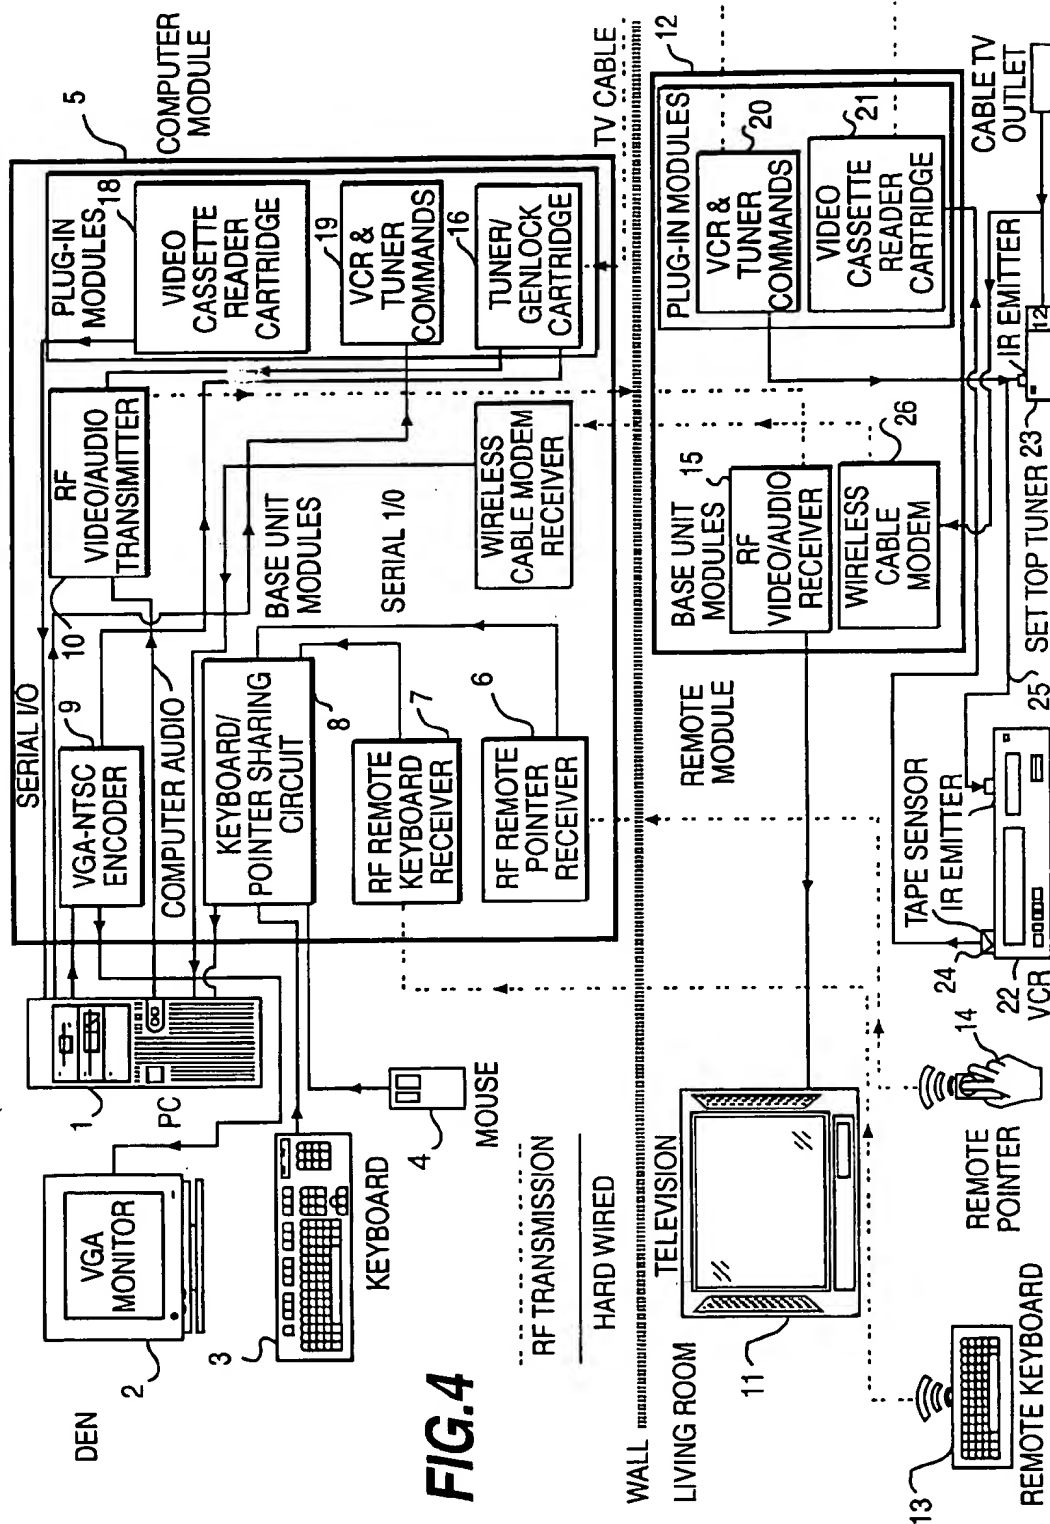 DEN
VGA
MONITOR
2
1
PC
3
KEYBOARD
4
MOUSE
FIG.4
RF TRANSMISSION
HARD WIRED
SERIAL I/O
9
VGA-NTSC
ENCODER
COMPUTER AUDIO
10
RF
VIDEO/AUDIO
TRANSMITTER
KEYBOARD/
POINTER SHARING
CIRCUIT
8
BASE UNIT
MODULES
SERIAL 1/0
RF REMOTE
KEYBOARD
RECEIVER
7
RF REMOTE
POINTER
RECEIVER
6
WIRELESS
CABLE MODEM
RECEIVER
PLUG-IN
MODULES
18
VIDEO
CASSETTE
READER
CARTRIDGE
19
VCR &
TUNER
COMMANDS
16
TUNER/
GENLOCK
CARTRIDGE
5
COMPUTER
MODULE
TV CABLE
WALL
LIVING ROOM
TELEVISION
11
REMOTE
MODULE
BASE UNIT
MODULES
15
RF
VIDEO/AUDIO
RECEIVER
WIRELESS
CABLE
MODEM
26
PLUG-IN MODULES
VCR &
TUNER
COMMANDS
20
VIDEO
CASSETTE
READER
CARTRIDGE
21
12
CABLE TV
OUTLET
IR EMITTER
12
23
SET TOP TUNER
25
TAPE SENSOR
IR EMITTER
24
22
VCR
14
REMOTE
POINTER
13
REMOTE KEYBOARD